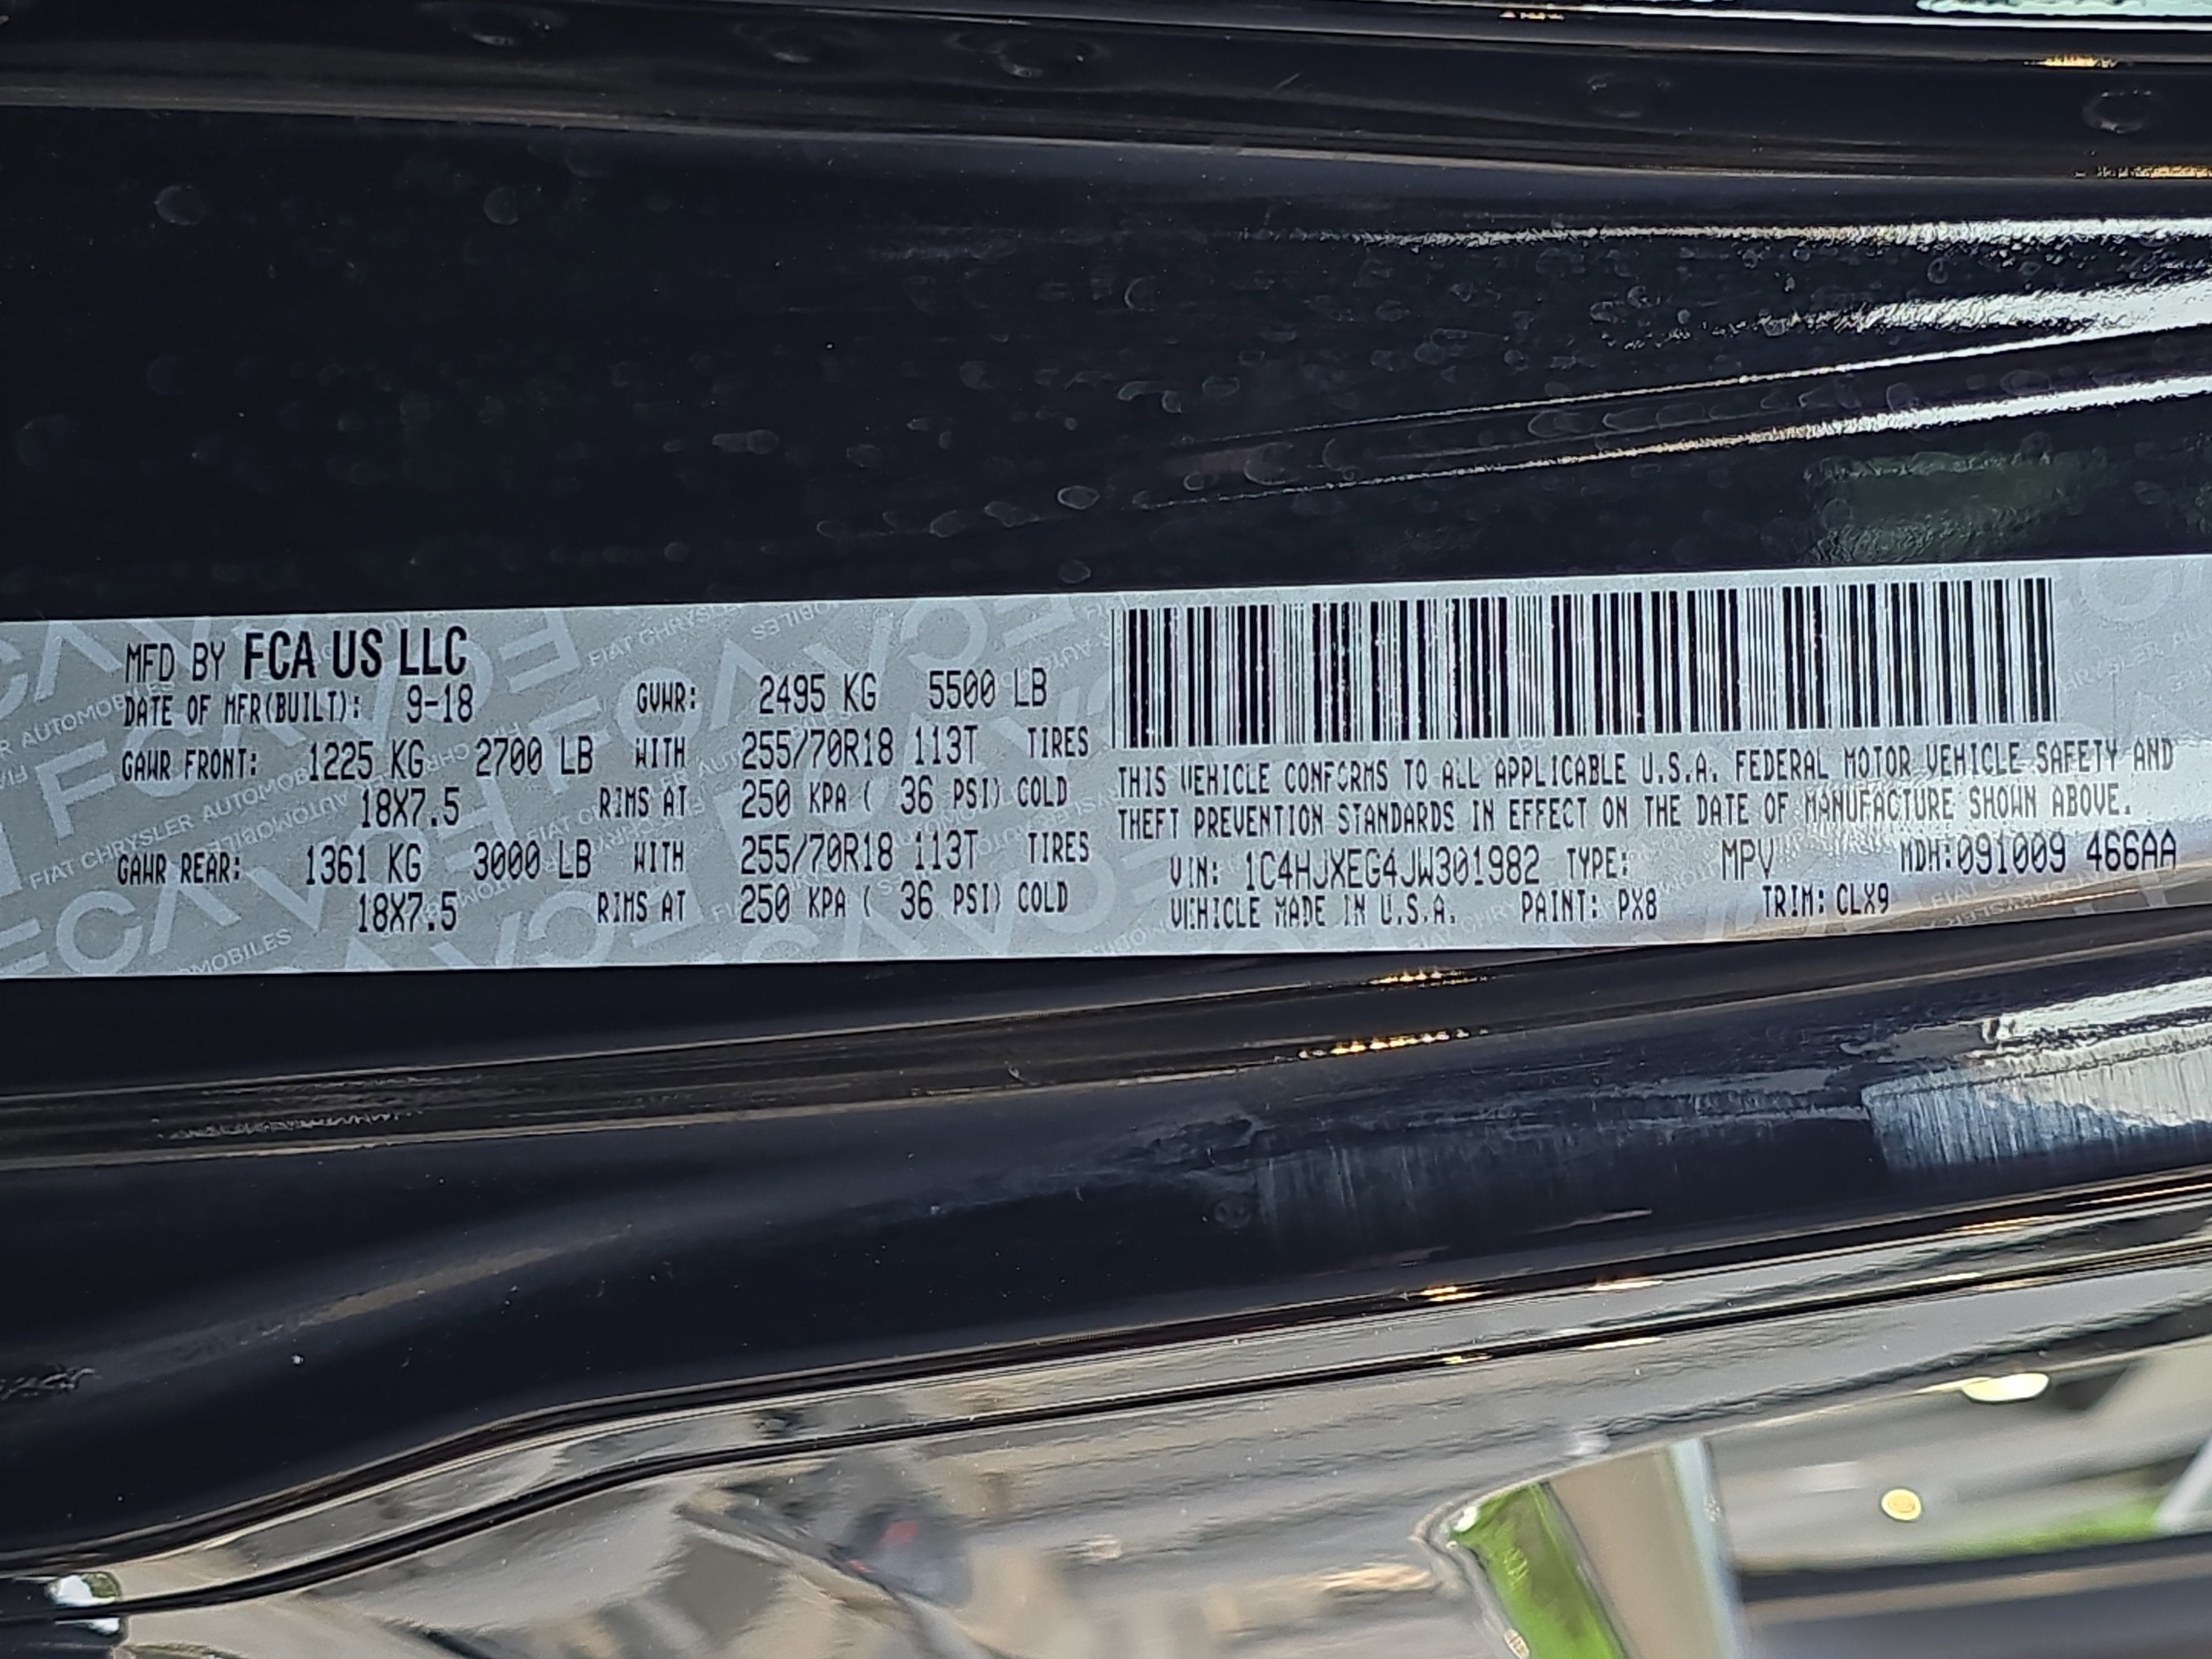 MFD BY FCA US LLC
DATE OF MFR(BUILT): 9-18 GVWR: 2495 KG 5500 LB
GAWR FRONT: 1225 KG 2700 LB WITH 255/70R18 113T TIRES
18X7.5 RIMS AT 250 KPA ( 36 PSI) COLD
GAWR REAR: 1361 KG 3000 LB WITH 255/70R18 113T TIRES
18X7.5 RIMS AT 250 KPA ( 36 PSI) COLD
THIS VEHICLE CONFORMS TO ALL APPLICABLE U.S.A. FEDERAL MOTOR VEHICLE SAFETY AND
THEFT PREVENTION STANDARDS IN EFFECT ON THE DATE OF MANUFACTURE SHOWN ABOVE.
VIN: 1C4HJXEG4JW301982 TYPE: MPV MDH:091009 466AA
VEHICLE MADE IN U.S.A. PAINT: PX8 TRIM: CLX9
FCA
FIAT CHRYSLER AUTOMOBILES